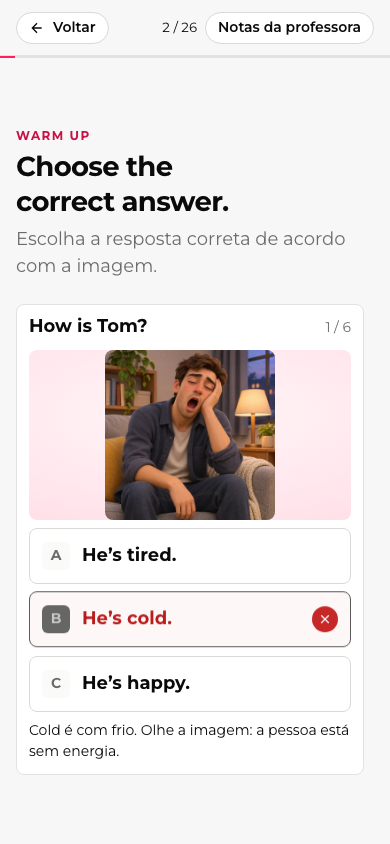 ← Voltar
2 / 26
Notas da professora
WARM UP
Choose the
correct answer.
Escolha a resposta correta de acordo
com a imagem.
How is Tom?
1 / 6
A He’s tired.
B He’s cold.
C He’s happy.
Cold é com frio. Olhe a imagem: a pessoa está
sem energia.